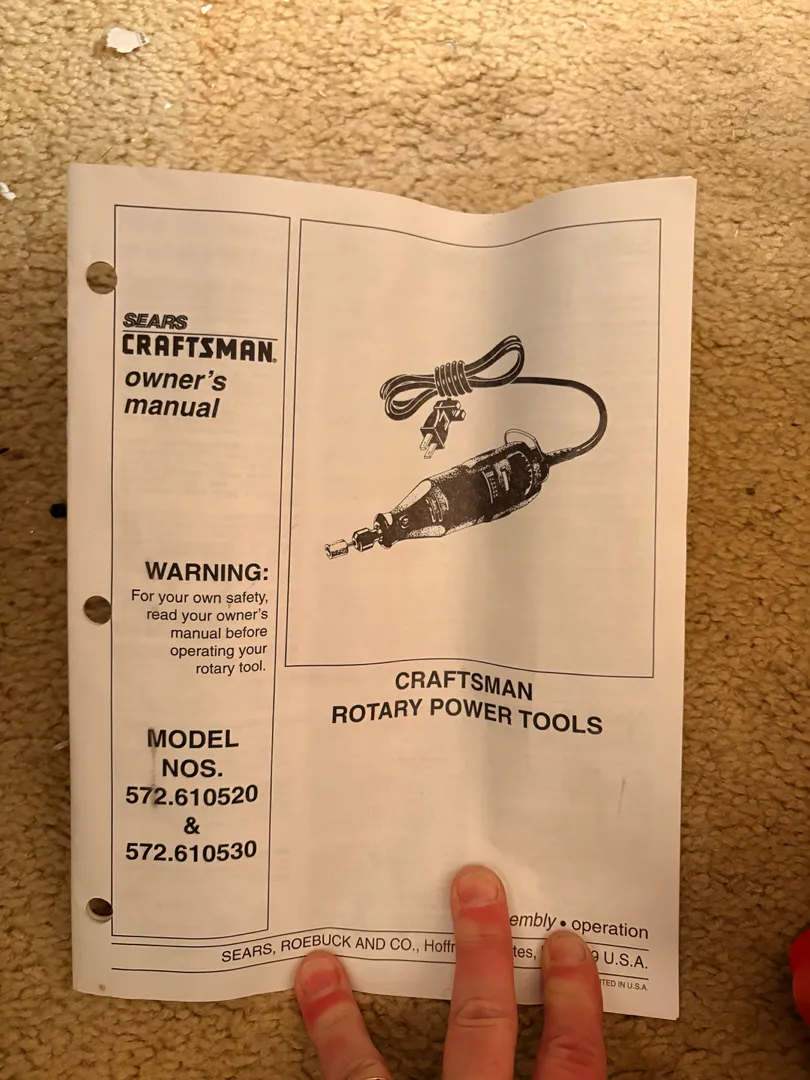 SEARS
CRAFTSMAN®
owner's
manual
WARNING:
For your own safety,
read your owner's
manual before
operating your
rotary tool.
MODEL
NOS.
572.610520
&
572.610530
CRAFTSMAN
ROTARY POWER TOOLS
• operation
SEARS, ROEBUCK AND CO., U.S.A.
IN U.S.A.